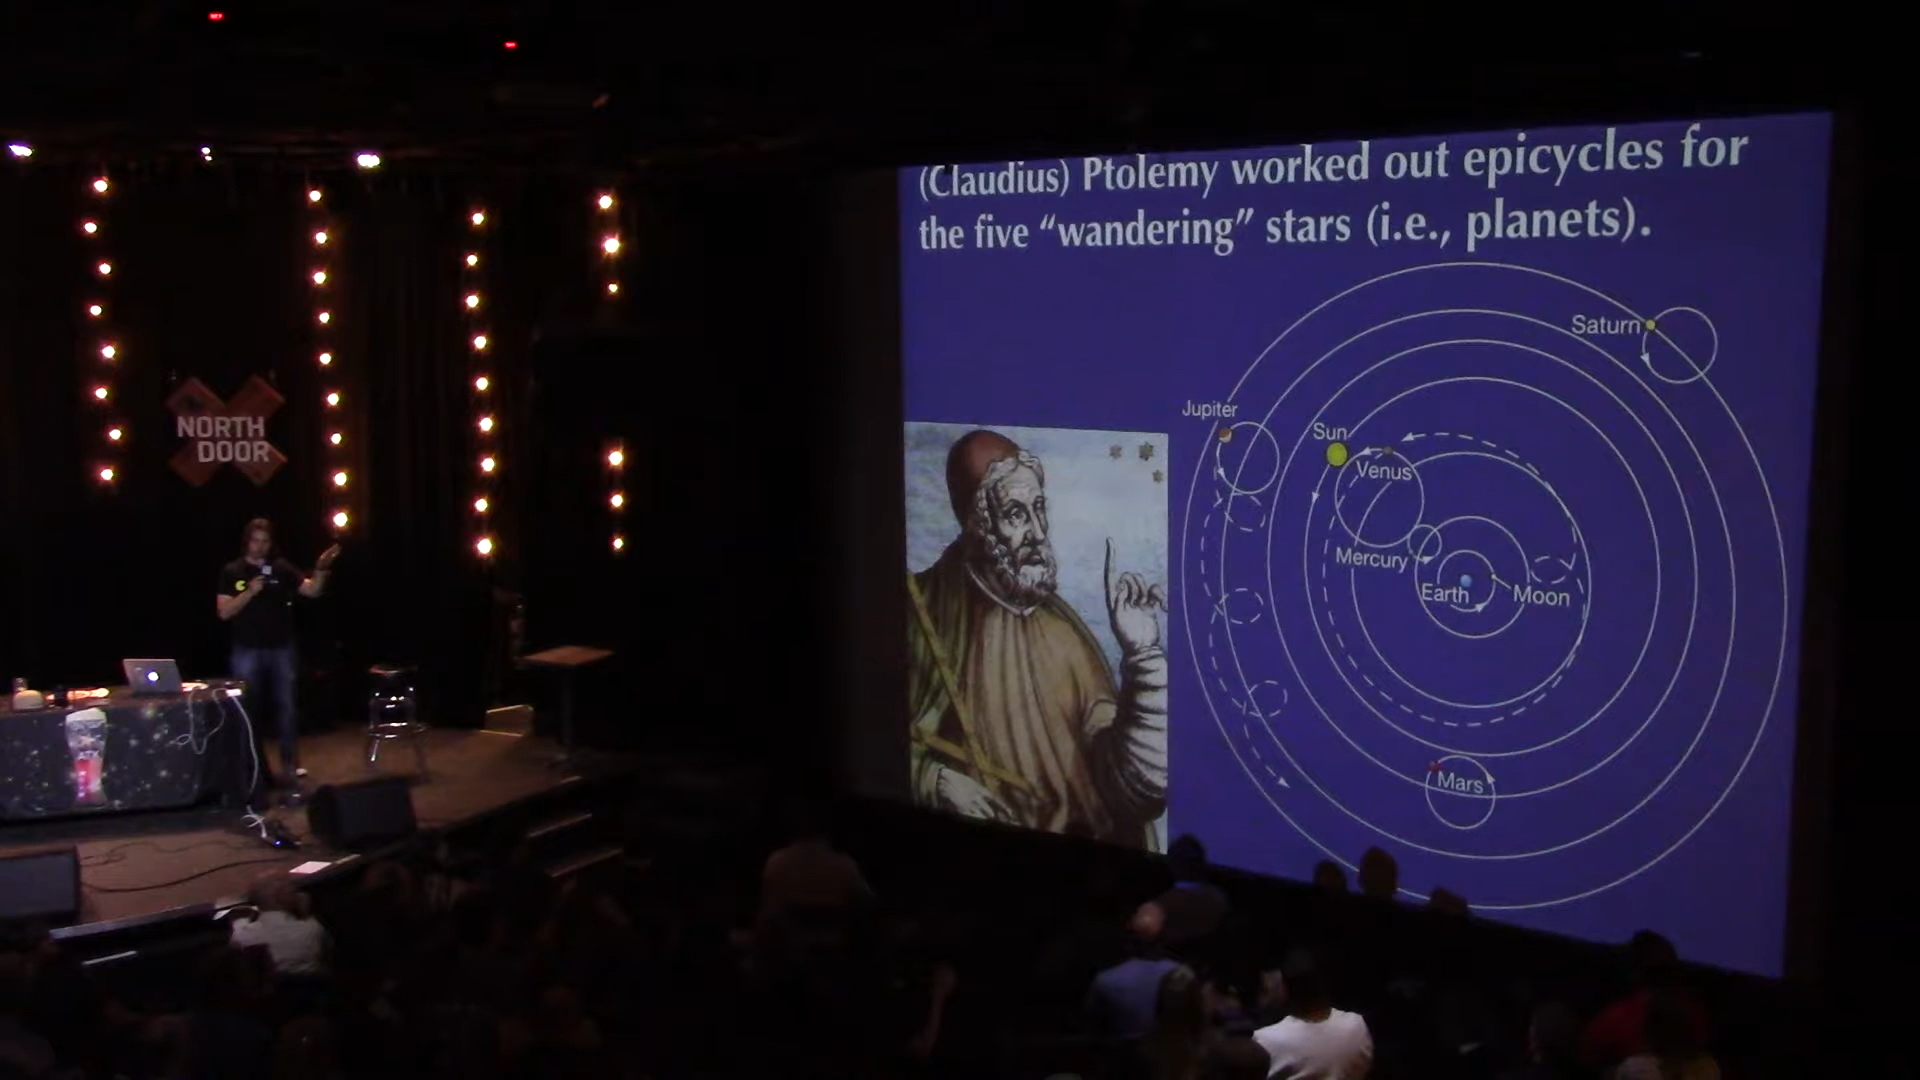 (Claudius) Ptolemy worked out epicycles for
the five “wandering” stars (i.e., planets).
Saturn
Jupiter
Sun
Venus
Mercury
Earth
Moon
Mars
NORTH
DOOR